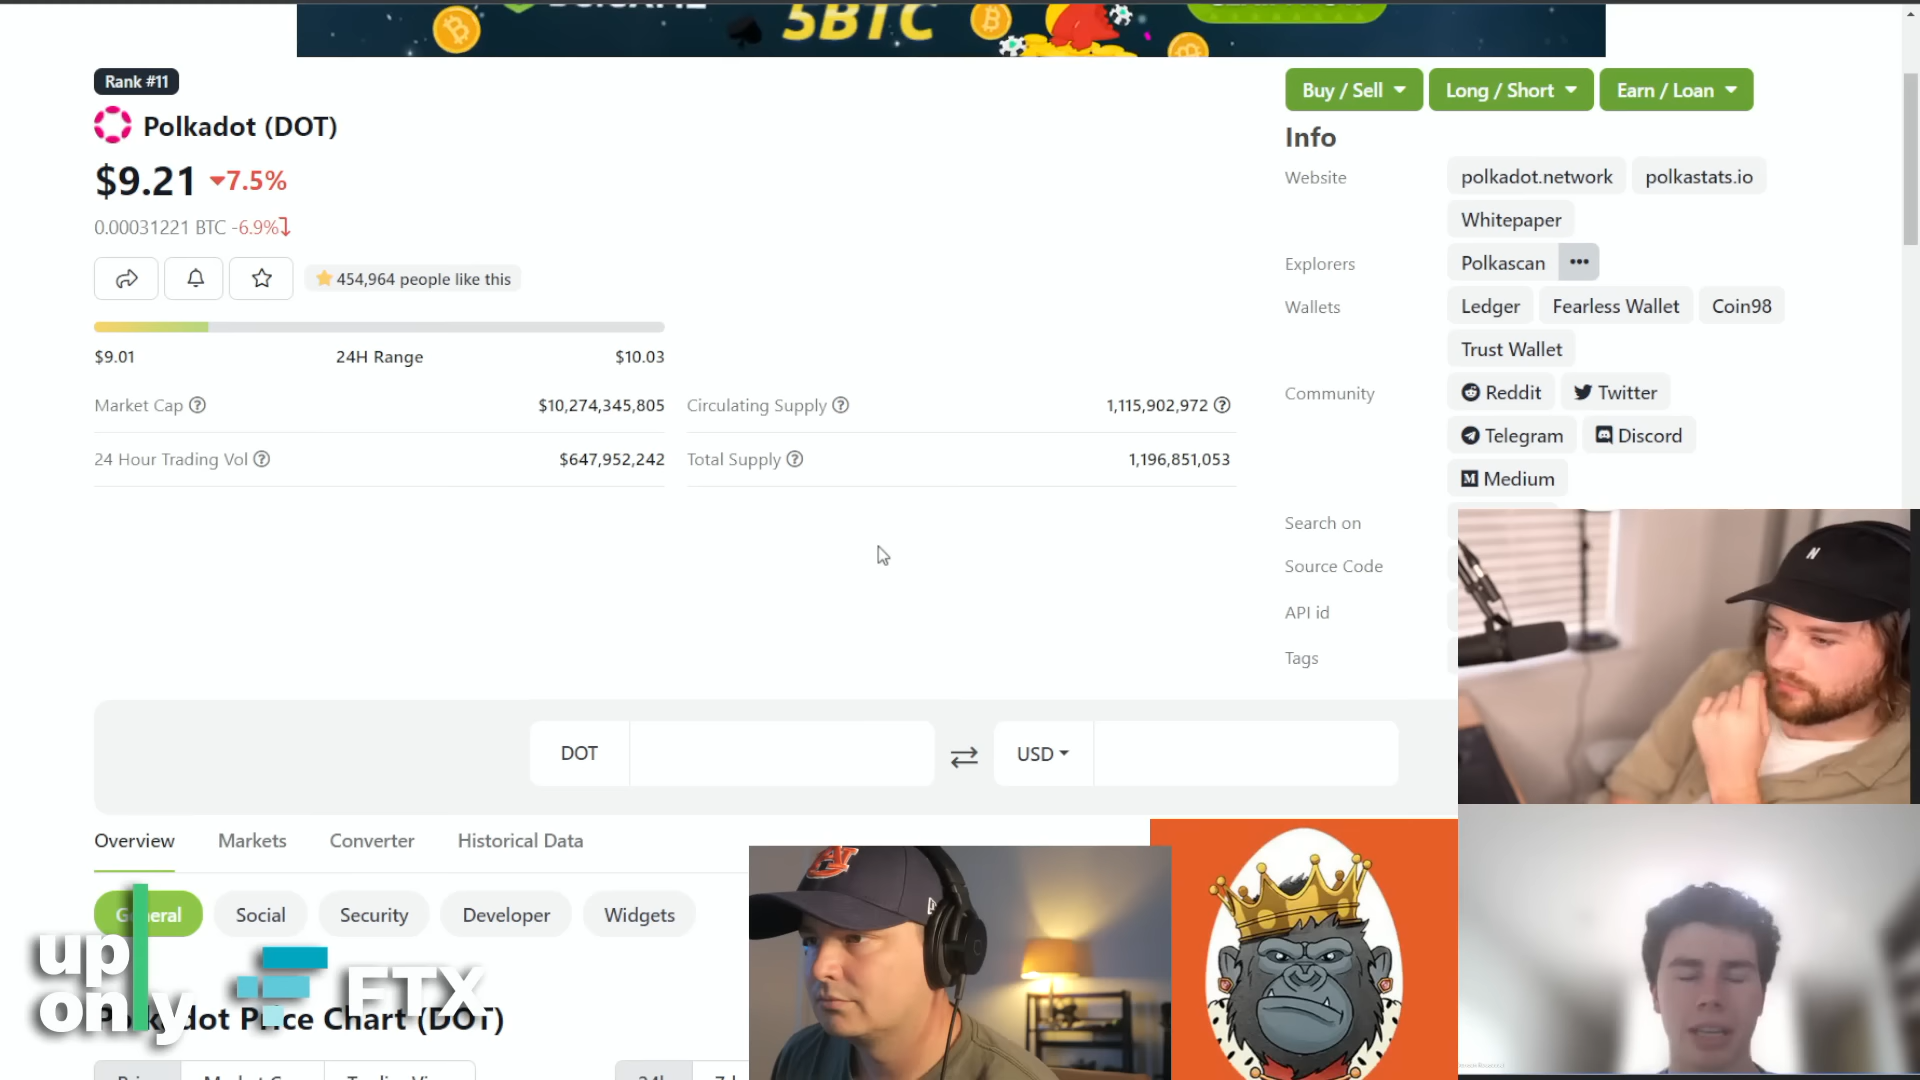 5BTC
Rank #11
Polkadot (DOT)
$9.21 7.5%
0.00031221 BTC -6.9%
454,964 people like this
$9.01 24H Range $10.03
Market Cap $10,274,345,805
24 Hour Trading Vol $647,952,242
Circulating Supply 1,115,902,972
Total Supply 1,196,851,053
Buy / Sell Long / Short Earn / Loan
Info
Website polkadot.network polkastats.io
Whitepaper
Explorers Polkascan
Wallets Ledger Fearless Wallet Coin98
Trust Wallet
Community Reddit Twitter
Telegram Discord
Medium
Search on
Source Code
API id
Tags
DOT USD
Overview Markets Converter Historical Data
General Social Security Developer Widgets
up
only
FTX
Polkadot Price Chart (DOT)